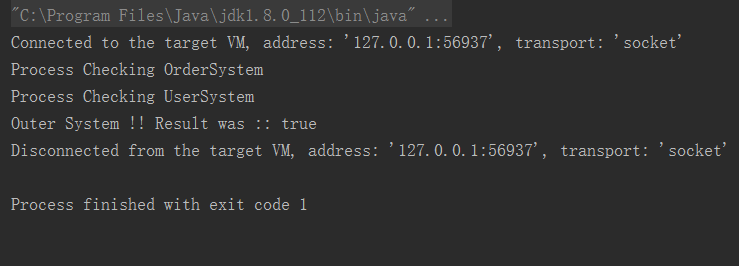 "C:\Program Files\Java\jdk1.8.0_112\bin\java" ...
Connected to the target VM, address: '127.0.0.1:56937', transport: 'socket'
Process Checking OrderSystem
Process Checking UserSystem
Outer System !! Result was :: true
Disconnected from the target VM, address: '127.0.0.1:56937', transport: 'socket'
Process finished with exit code 1